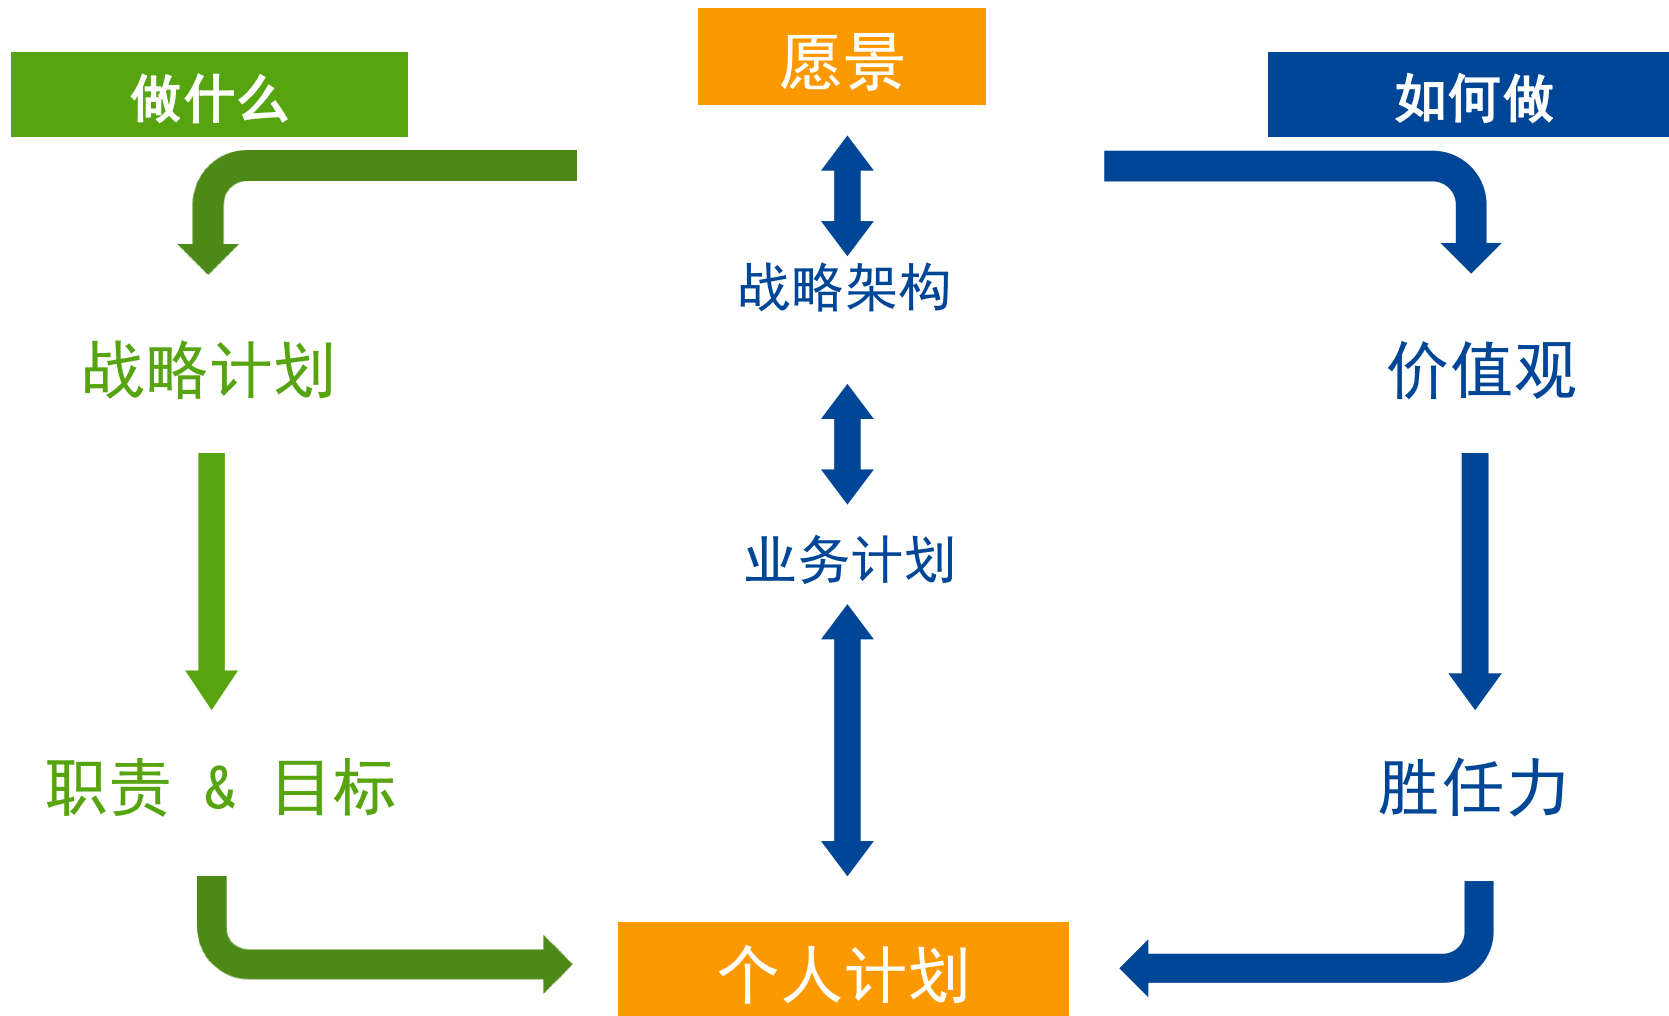 愿景
做什么
如何做
战略架构
战略计划
价值观
业务计划
职责 & 目标
胜任力
个人计划